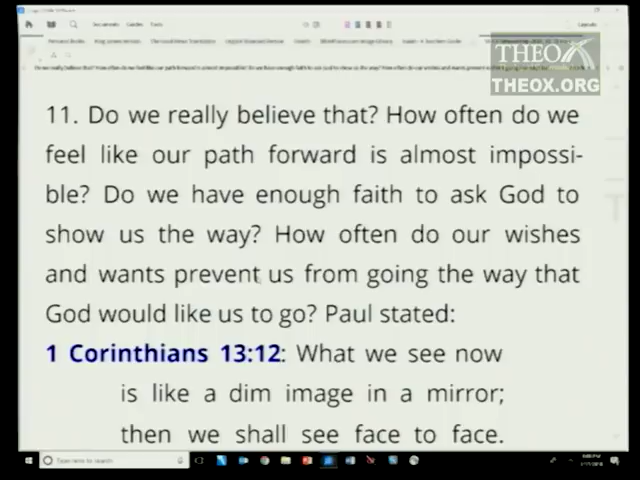 THEOX
THEOX.ORG
11. Do we really believe that? How often do we
feel like our path forward is almost impossi-
ble? Do we have enough faith to ask God to
show us the way? How often do our wishes
and wants prevent us from going the way that
God would like us to go? Paul stated:
1 Corinthians 13:12: What we see now
is like a dim image in a mirror;
then we shall see face to face.
Type here to search